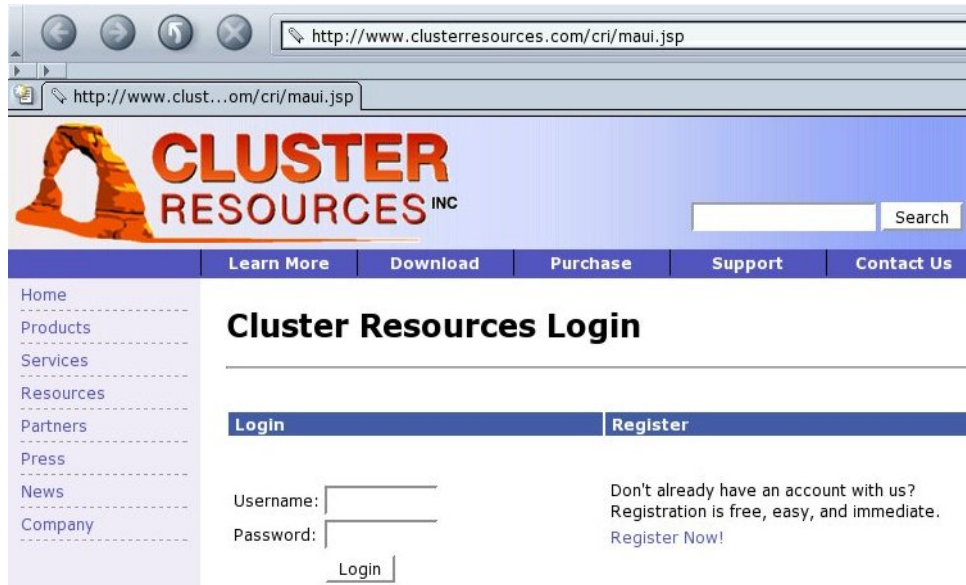 http://www.clusterresources.com/cri/maui.jsp
http://www.clust...om/cri/maui.jsp
CLUSTER
RESOURCES INC
Search
Learn More Download Purchase Support Contact Us
Home
Products
Services
Resources
Partners
Press
News
Company
Cluster Resources Login
Login
Username:
Password:
Login
Register
Don't already have an account with us?
Registration is free, easy, and immediate.
Register Now!